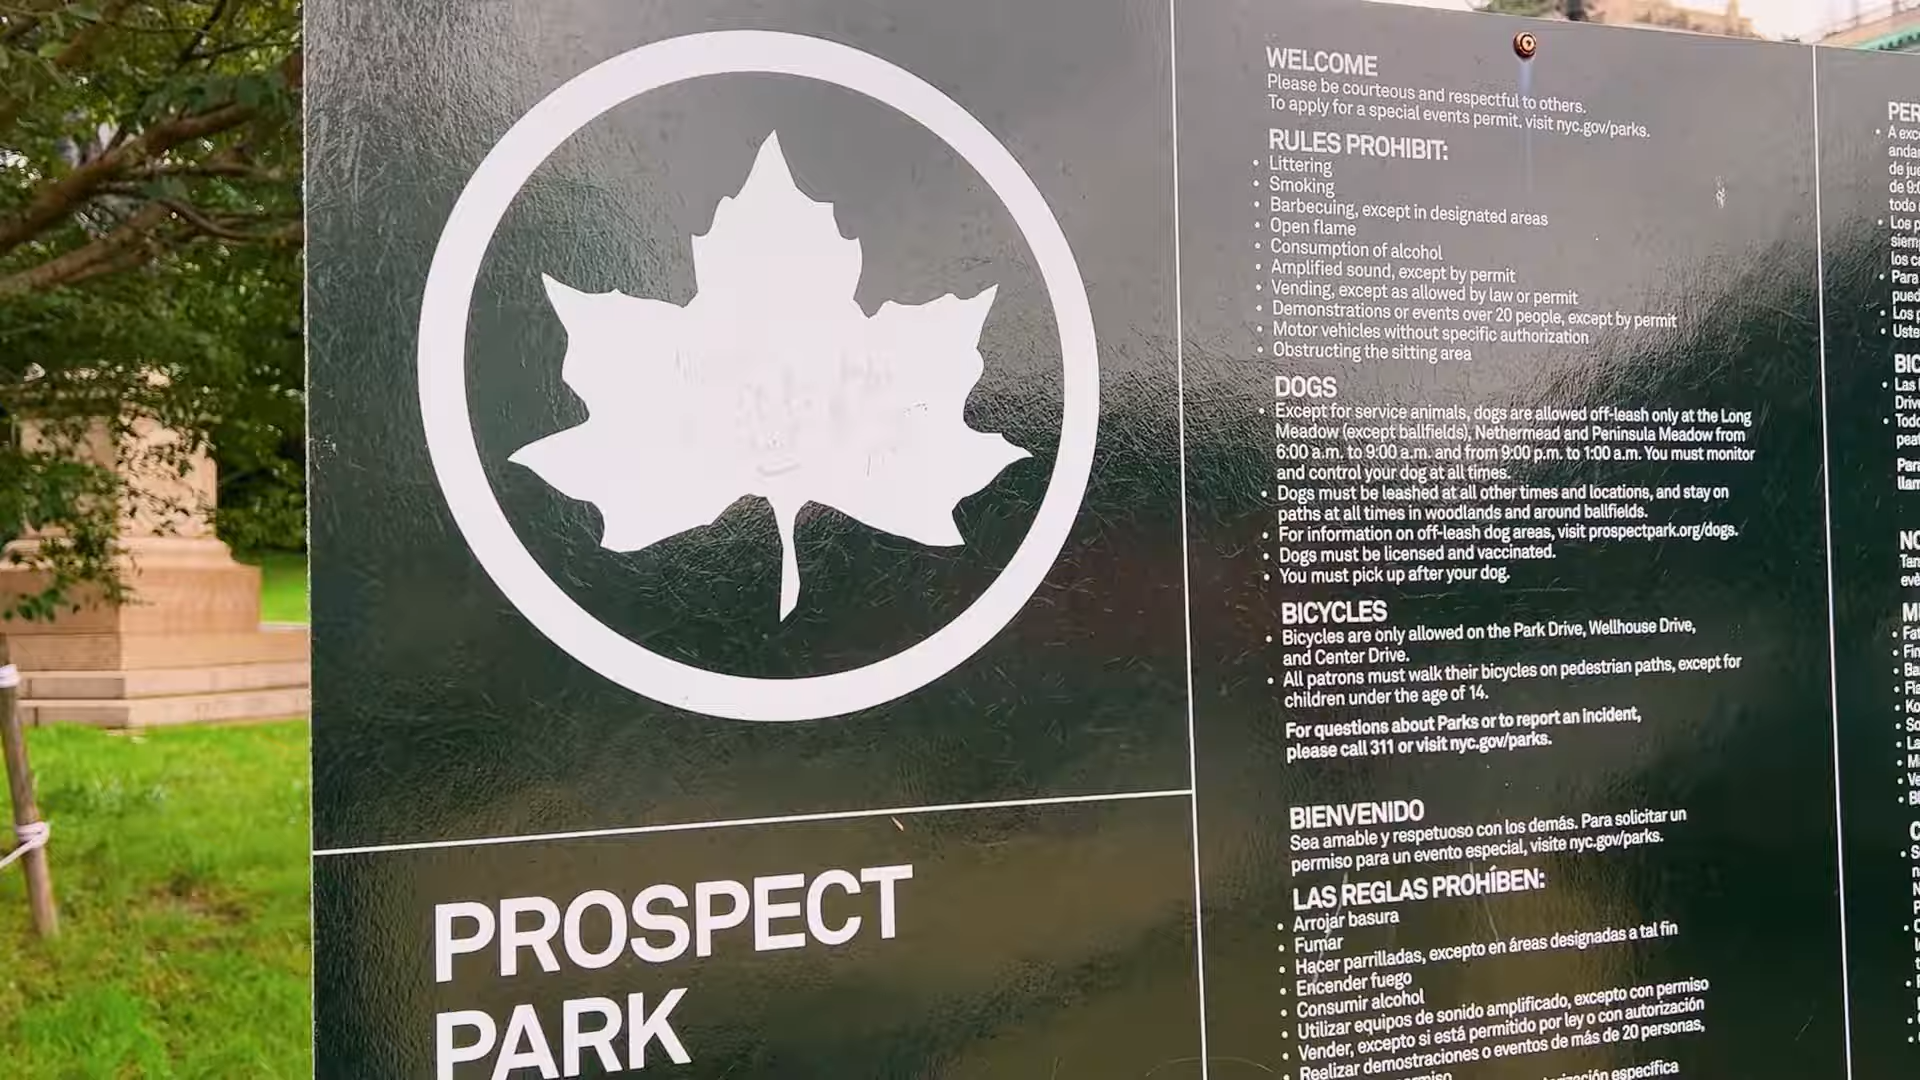 PROSPECT
PARK
WELCOME
Please be courteous and respectful to others.
To apply for a special events permit, visit nyc.gov/parks.
RULES PROHIBIT:
• Littering
• Smoking
• Barbecuing, except in designated areas
• Open flame
• Consumption of alcohol
• Amplified sound, except by permit
• Vending, except as allowed by law or permit
• Demonstrations or events over 20 people, except by permit
• Motor vehicles without specific authorization
• Obstructing the sitting area
DOGS
• Except for service animals, dogs are allowed off-leash only at the Long
Meadow (except ballfields), Nethermead and Peninsula Meadow from
6:00 a.m. to 9:00 a.m. and from 9:00 p.m. to 1:00 a.m. You must monitor
and control your dog at all times.
• Dogs must be leashed at all other times and locations, and stay on
paths at all times in woodlands and around ballfields.
• For information on off-leash dog areas, visit prospectpark.org/dogs.
• Dogs must be licensed and vaccinated.
• You must pick up after your dog.
BICYCLES
• Bicycles are only allowed on the Park Drive, Wellhouse Drive,
and Center Drive.
• All patrons must walk their bicycles on pedestrian paths, except for
children under the age of 14.
For questions about Parks or to report an incident,
please call 311 or visit nyc.gov/parks.
BIENVENIDO
Sea amable y respetuoso con los demás. Para solicitar un
permiso para un evento especial, visite nyc.gov/parks.
LAS REGLAS PROHÍBEN:
• Arrojar basura
• Fumar
• Hacer parrilladas, excepto en áreas designadas a tal fin
• Encender fuego
• Consumir alcohol
• Utilizar equipos de sonido amplificado, excepto con permiso
• Vender, excepto si está permitido por ley o con autorización
• Realizar demostraciones o eventos de más de 20 personas,
específica